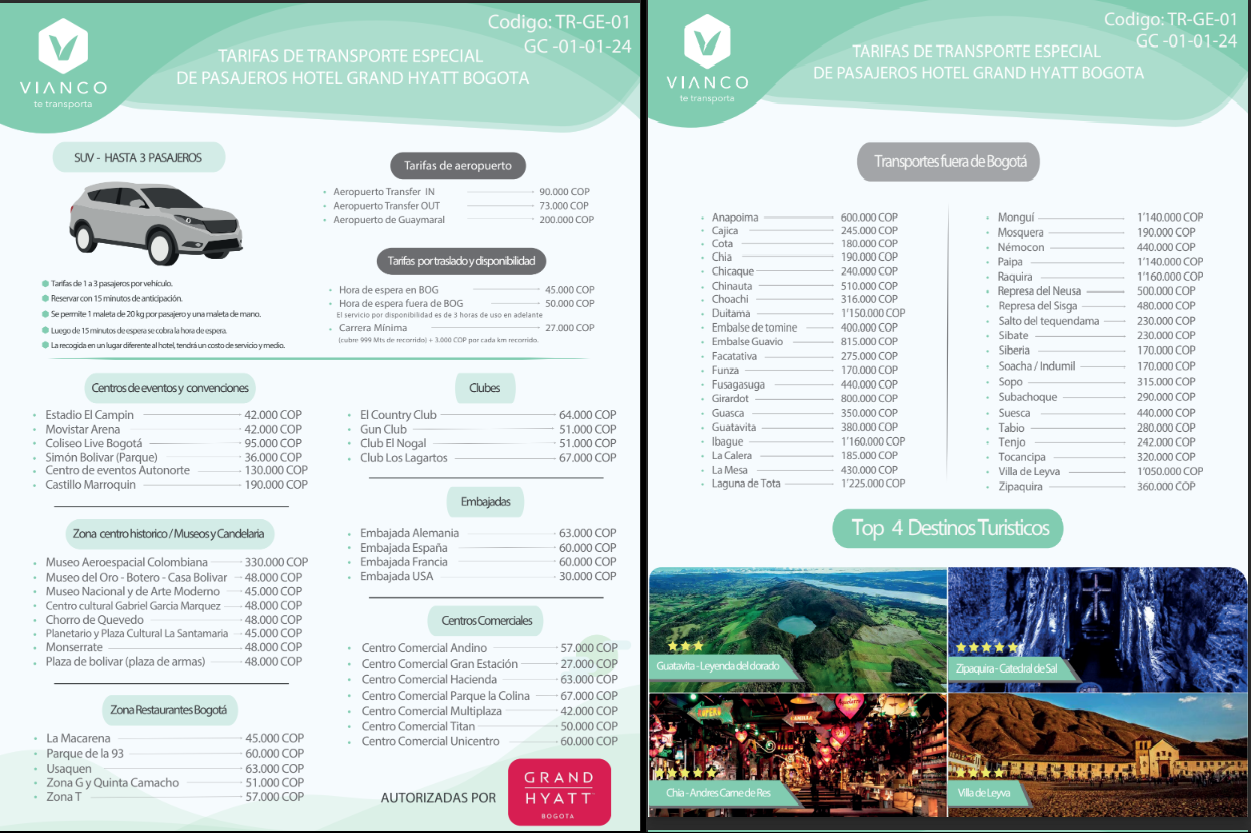 Codigo: TR-GE-01
GC -01-01-24
VIANCO
te transporta
TARIFAS DE TRANSPORTE ESPECIAL
DE PASAJEROS HOTEL GRAND HYATT BOGOTA
SUV - HASTA 3 PASAJEROS
Tarifas de 1 a 3 pasajeros por vehículo.
Reservar con 15 minutos de anticipación.
Se permite 1 maleta de 20 kg por pasajero y una maleta de mano.
Luego de 15 minutos de espera se cobra la hora de espera.
La recogida en un lugar diferente al hotel, tendrá un costo de servicio y medio.
Tarifas de aeropuerto
Aeropuerto Transfer IN 90.000 COP
Aeropuerto Transfer OUT 73.000 COP
Aeropuerto de Guaymaral 200.000 COP
Tarifas por traslado y disponibilidad
Hora de espera en BOG 45.000 COP
Hora de espera fuera de BOG 50.000 COP
El servicio por disponibilidad es de 3 horas de uso en adelante
Carrera Mínima 27.000 COP
(cubre 999 Mts de recorrido) + 3.000 COP por cada km recorrido.
Centros de eventos y convenciones
Estadio El Campin 42.000 COP
Movistar Arena 42.000 COP
Coliseo Live Bogotá 95.000 COP
Simón Bolivar (Parque) 36.000 COP
Centro de eventos Autonorte 130.000 COP
Castillo Marroquin 190.000 COP
Zona centro historico / Museos y Candelaria
Museo Aeroespacial Colombiana 330.000 COP
Museo del Oro - Botero - Casa Bolivar 48.000 COP
Museo Nacional y de Arte Moderno 45.000 COP
Centro cultural Gabriel Garcia Marquez 48.000 COP
Chorro de Quevedo 48.000 COP
Planetario y Plaza Cultural La Santamaria 45.000 COP
Monserrate 48.000 COP
Plaza de bolivar (plaza de armas) 48.000 COP
Zona Restaurantes Bogotá
La Macarena 45.000 COP
Parque de la 93 60.000 COP
Usaquen 63.000 COP
Zona G y Quinta Camacho 51.000 COP
Zona T 57.000 COP
Clubes
El Country Club 64.000 COP
Gun Club 51.000 COP
Club El Nogal 51.000 COP
Club Los Lagartos 67.000 COP
Embajadas
Embajada Alemania 63.000 COP
Embajada España 60.000 COP
Embajada Francia 60.000 COP
Embajada USA 30.000 COP
Centros Comerciales
Centro Comercial Andino 57.000 COP
Centro Comercial Gran Estación 27.000 COP
Centro Comercial Hacienda 63.000 COP
Centro Comercial Parque la Colina 67.000 COP
Centro Comercial Multiplaza 42.000 COP
Centro Comercial Titan 50.000 COP
Centro Comercial Unicentro 60.000 COP
AUTORIZADAS POR
GRAND
HYATT
BOGOTA
Codigo: TR-GE-01
GC -01-01-24
VIANCO
te transporta
TARIFAS DE TRANSPORTE ESPECIAL
DE PASAJEROS HOTEL GRAND HYATT BOGOTA
Transportes fuera de Bogotá
Anapoima 600.000 COP
Cajica 245.000 COP
Cota 180.000 COP
Chia 190.000 COP
Chicaque 240.000 COP
Chinauta 510.000 COP
Choachi 316.000 COP
Duitama 1'150.000 COP
Embalse de tomine 400.000 COP
Embalse Guavio 815.000 COP
Facatativa 275.000 COP
Funza 170.000 COP
Fusagasuga 440.000 COP
Girardot 800.000 COP
Guasca 350.000 COP
Guatavita 380.000 COP
Ibague 1'160.000 COP
La Calera 185.000 COP
La Mesa 430.000 COP
Laguna de Tota 1'225.000 COP
Monguí 1'140.000 COP
Mosquera 190.000 COP
Némocon 440.000 COP
Paipa 1'140.000 COP
Raquira 1'160.000 COP
Represa del Neusa 500.000 COP
Represa del Sisga 480.000 COP
Salto del tequendama 230.000 COP
Sibate 230.000 COP
Siberia 170.000 COP
Soacha / Indumil 170.000 COP
Sopo 315.000 COP
Subachoque 290.000 COP
Suesca 440.000 COP
Tabio 280.000 COP
Tenjo 242.000 COP
Tocancipa 320.000 COP
Villa de Leyva 1'050.000 COP
Zipaquira 360.000 COP
Top 4 Destinos Turisticos
Guatavita - Leyenda del dorado
Zipaquira - Catedral de Sal
Chia - Andres Carne de Res
Villa de Leyva